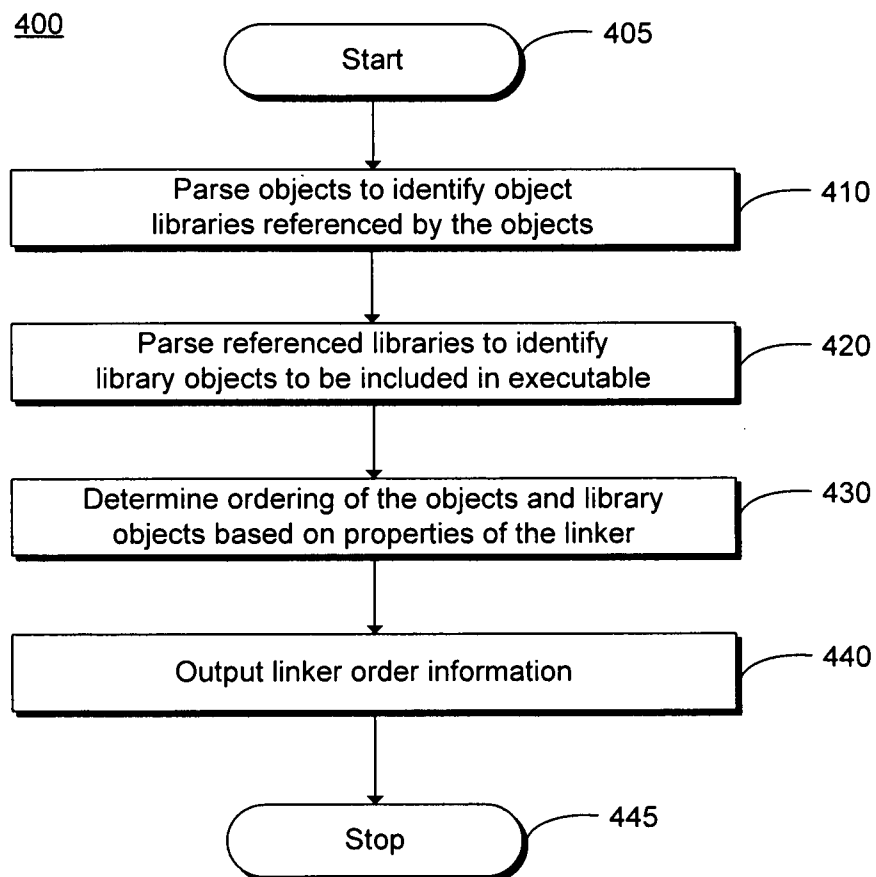 400
Start
405
Parse objects to identify object
libraries referenced by the objects
410
Parse referenced libraries to identify
library objects to be included in executable
420
Determine ordering of the objects and library
objects based on properties of the linker
430
Output linker order information
440
Stop
445